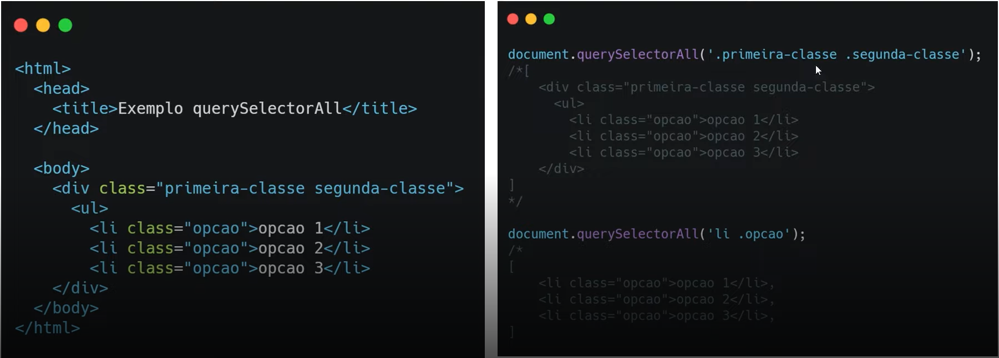 <html>
<head>
<title>Exemplo querySelectorAll</title>
</head>
<body>
<div class="primeira-classe segunda-classe">
<ul>
<li class="opcao">opcao 1</li>
<li class="opcao">opcao 2</li>
<li class="opcao">opcao 3</li>
</div>
</body>
</html>
document.querySelectorAll('.primeira-classe .segunda-classe');
/*[
<div class="primeira-classe segunda-classe">
<ul>
<li class="opcao">opcao 1</li>
<li class="opcao">opcao 2</li>
<li class="opcao">opcao 3</li>
</div>
]
*/
document.querySelectorAll('li .opcao');
/*
[
<li class="opcao">opcao 1</li>,
<li class="opcao">opcao 2</li>,
<li class="opcao">opcao 3</li>,
]